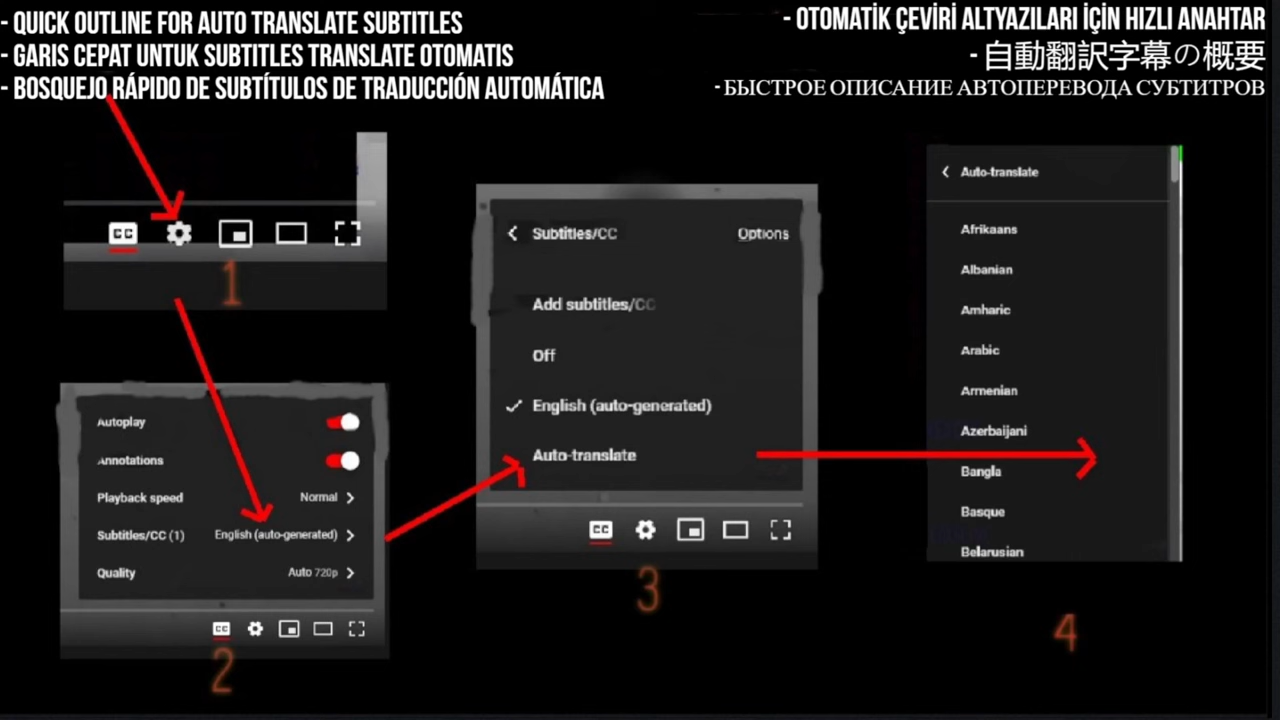 - QUICK OUTLINE FOR AUTO TRANSLATE SUBTITLES
- GARIS CEPAT UNTUK SUBTITLES TRANSLATE OTOMATIS
- BOSQUEJO RÁPIDO DE SUBTÍTULOS DE TRADUCCIÓN AUTOMÁTICA
- OTOMATİK ÇEVİRİ ALTYAZILARI İÇİN HIZLI ANAHTAR
- 自動翻訳字幕の概要
- БЫСТРОЕ ОПИСАНИЕ АВТОПЕРЕВОДА СУБТИТРОВ
CC
1
Autoplay
Annotations
Playback speed Normal
Subtitles/CC (1) English (auto-generated)
Quality Auto 720p
CC
2
Subtitles/CC Options
Add subtitles/CC
Off
English (auto-generated)
Auto-translate
CC
3
Auto-translate
Afrikaans
Albanian
Amharic
Arabic
Armenian
Azerbaijani
Bangla
Basque
Belarusian
4